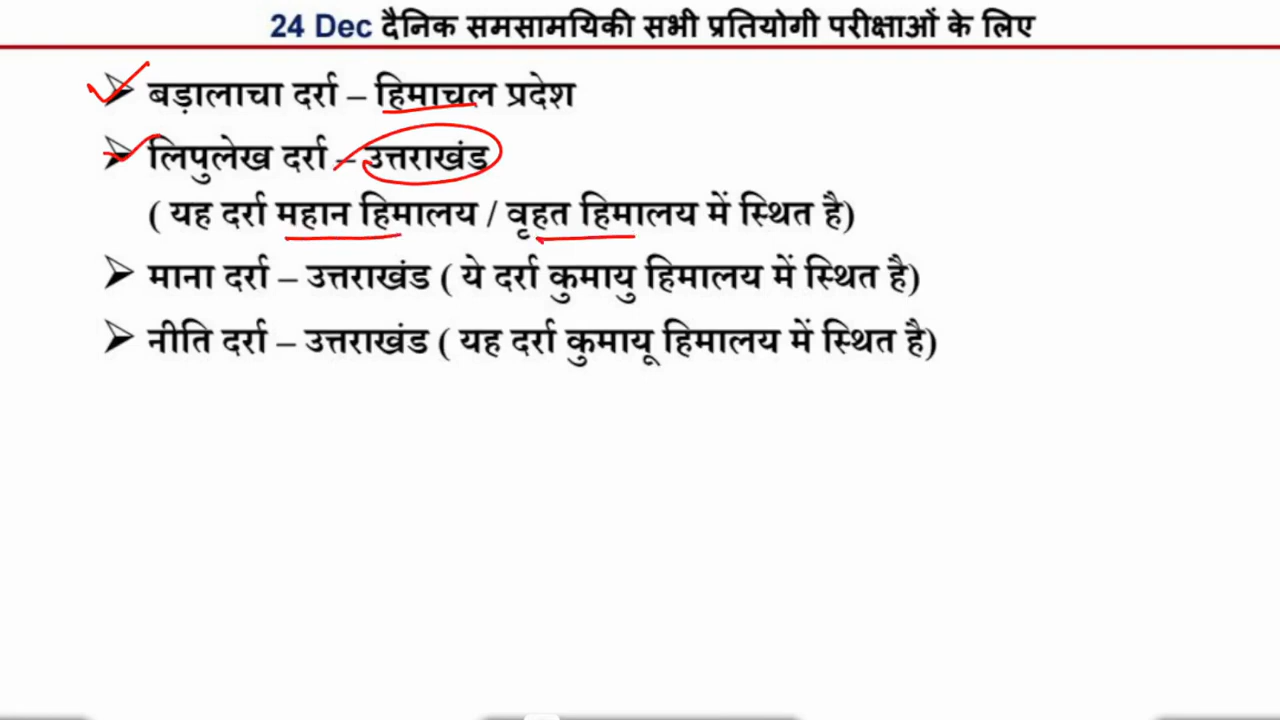 24 Dec दैनिक समसामयिकी सभी प्रतियोगी परीक्षाओं के लिए
➢ बड़ालाचा दर्रा – हिमाचल प्रदेश
➢ लिपुलेख दर्रा – उत्तराखंड
( यह दर्रा महान हिमालय / वृहत हिमालय में स्थित है)
➢ माना दर्रा – उत्तराखंड ( ये दर्रा कुमायु हिमालय में स्थित है)
➢ नीति दर्रा – उत्तराखंड ( यह दर्रा कुमायू हिमालय में स्थित है)